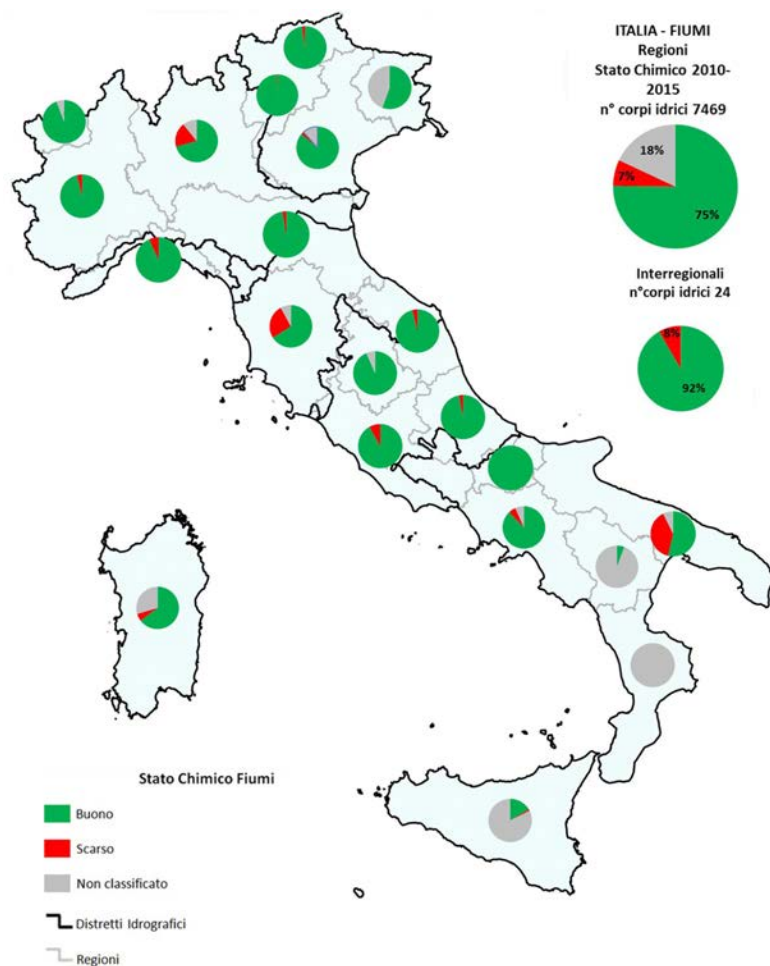 ITALIA - FIUMI
Regioni
Stato Chimico 2010-
2015
n° corpi idrici 7469
18%
7%
75%
Interregionali
n°corpi idrici 24
8%
92%
Stato Chimico Fiumi
Buono
Scarso
Non classificato
Distretti Idrografici
Regioni